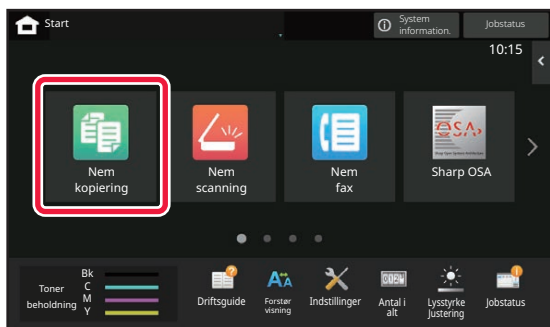 Start
System
information.
Jobstatus
10:15
Nem
kopiering
Nem
scanning
Nem
fax
OSA
Sharp OSA
Toner
beholdning
Bk
C
M
Y
Driftsguide
Forstør
visning
Indstillinger
Antal i
alt
Lysstyrke
Justering
Jobstatus